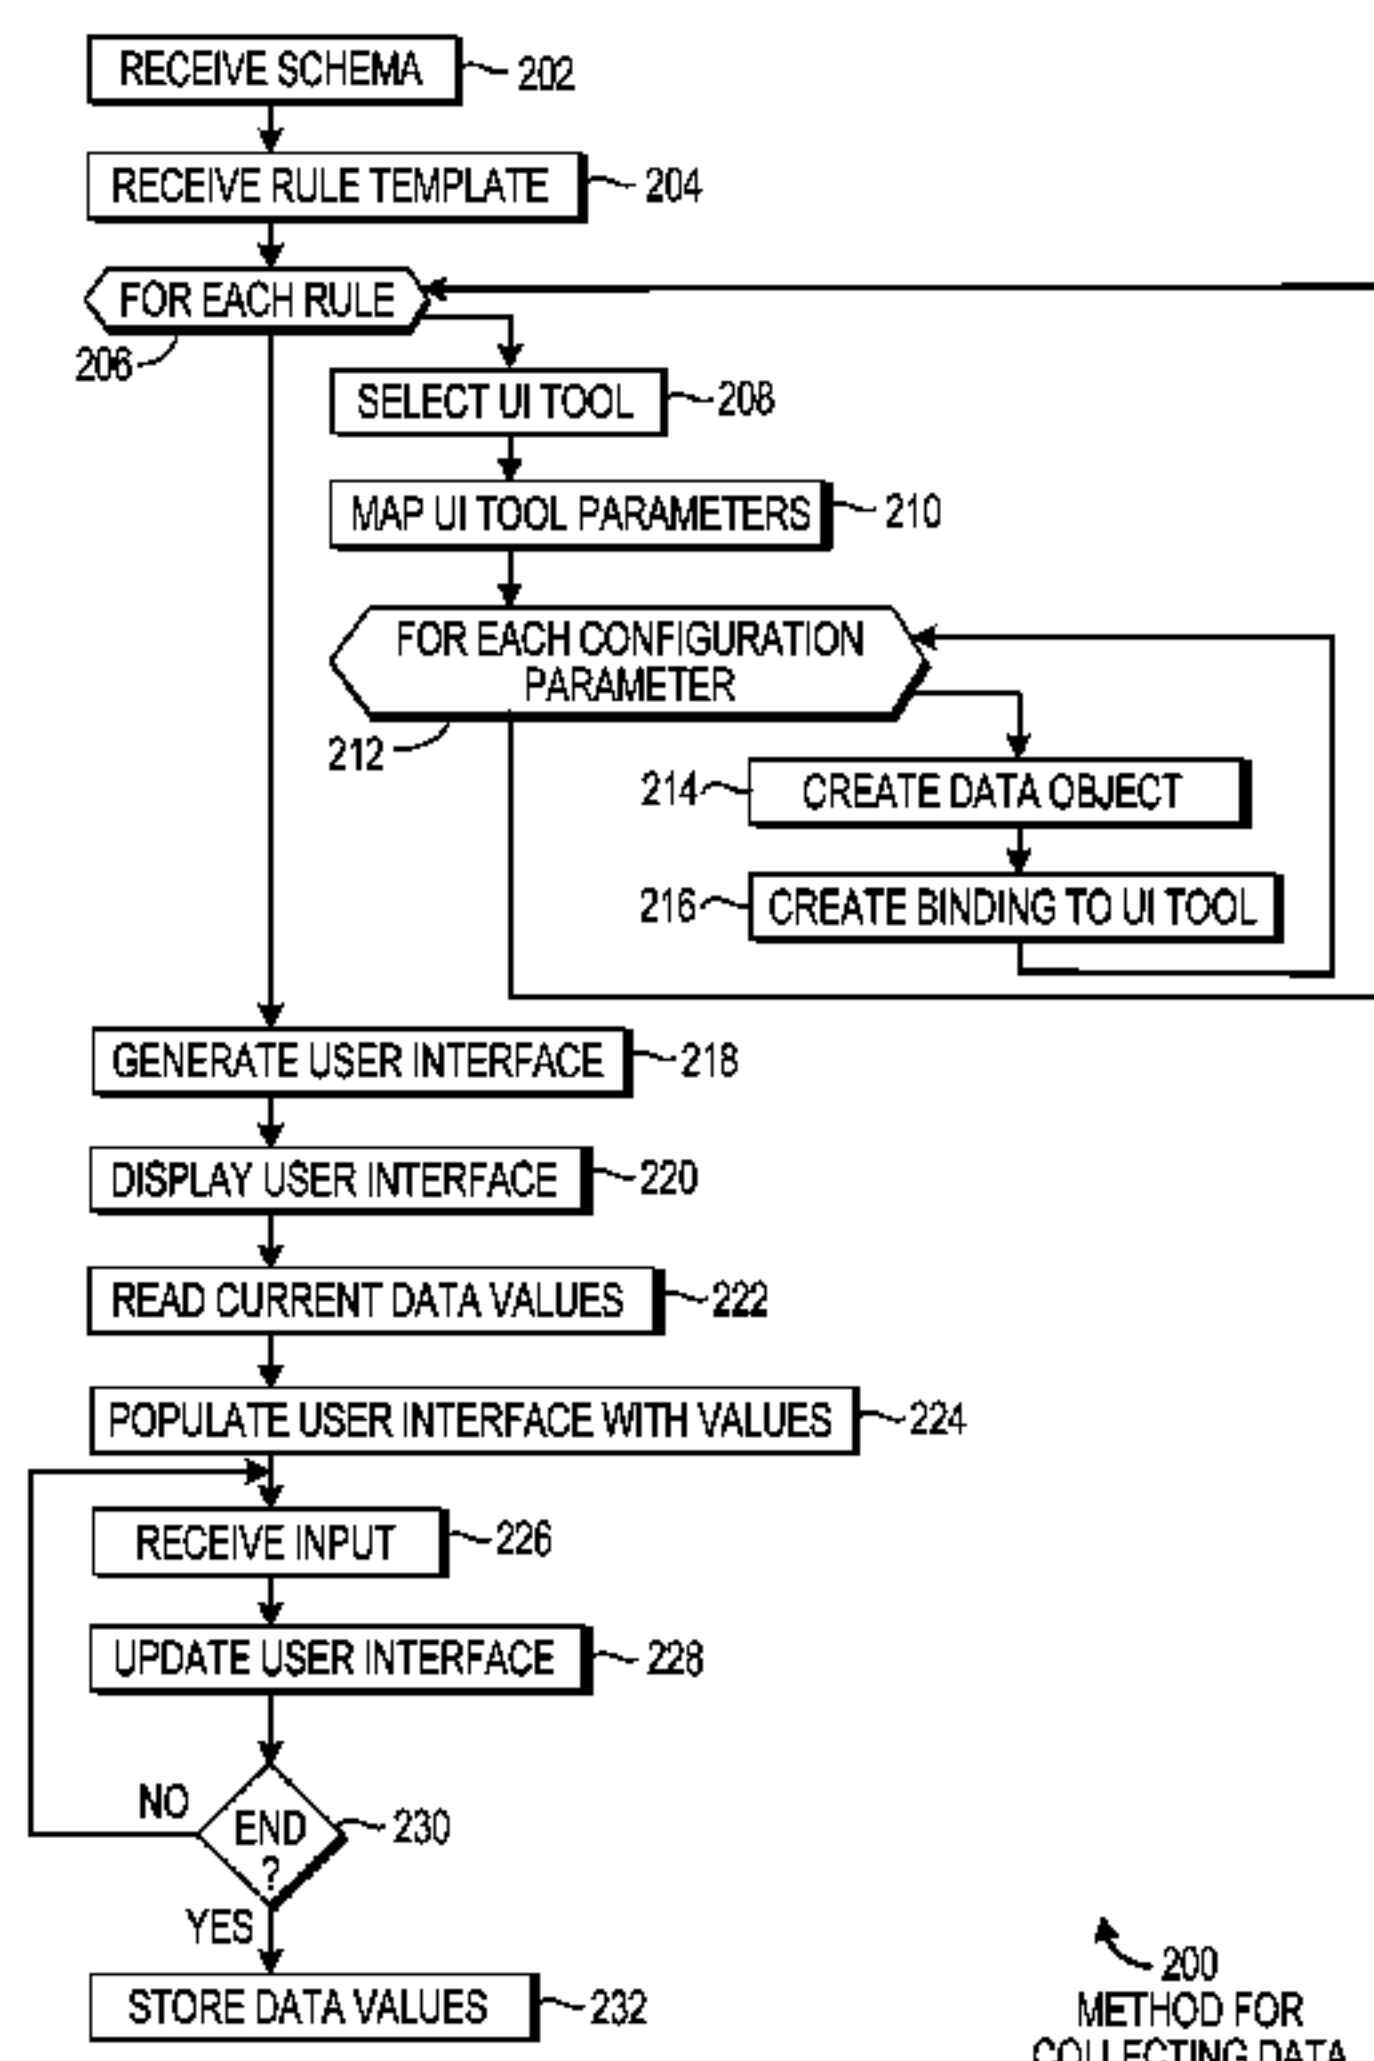 RECEIVE SCHEMA 202
RECEIVE RULE TEMPLATE 204
FOR EACH RULE
206
SELECT UI TOOL 208
MAP UI TOOL PARAMETERS 210
FOR EACH CONFIGURATION
PARAMETER
212
214 CREATE DATA OBJECT
216 CREATE BINDING TO UI TOOL
GENERATE USER INTERFACE 218
DISPLAY USER INTERFACE 220
READ CURRENT DATA VALUES 222
POPULATE USER INTERFACE WITH VALUES 224
RECEIVE INPUT 226
UPDATE USER INTERFACE 228
NO
END 230
?
YES
STORE DATA VALUES 232
200
METHOD FOR
COLLECTING DATA